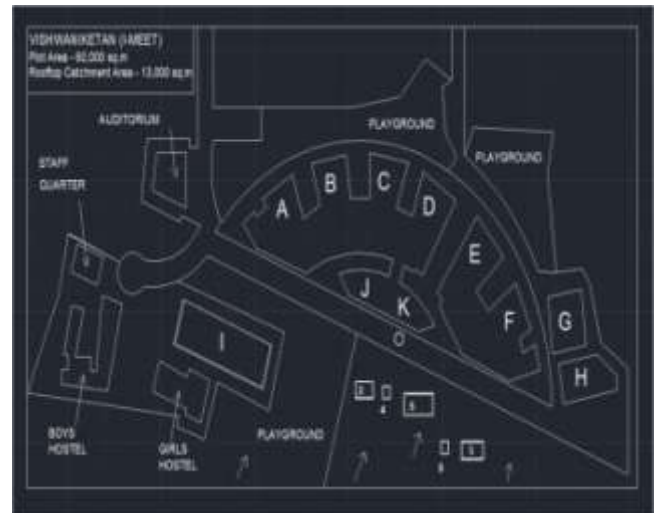 VISHWANIKETAN (i-MEET)
Plot Area - 92,000 sq.m
Rooftop Catchment Area - 13,000 sq.m
AUDITORIUM
PLAYGROUND
PLAYGROUND
STAFF
QUARTER
A
B
C
D
E
F
G
H
I
J
K
BOYS
HOSTEL
GIRLS
HOSTEL
PLAYGROUND